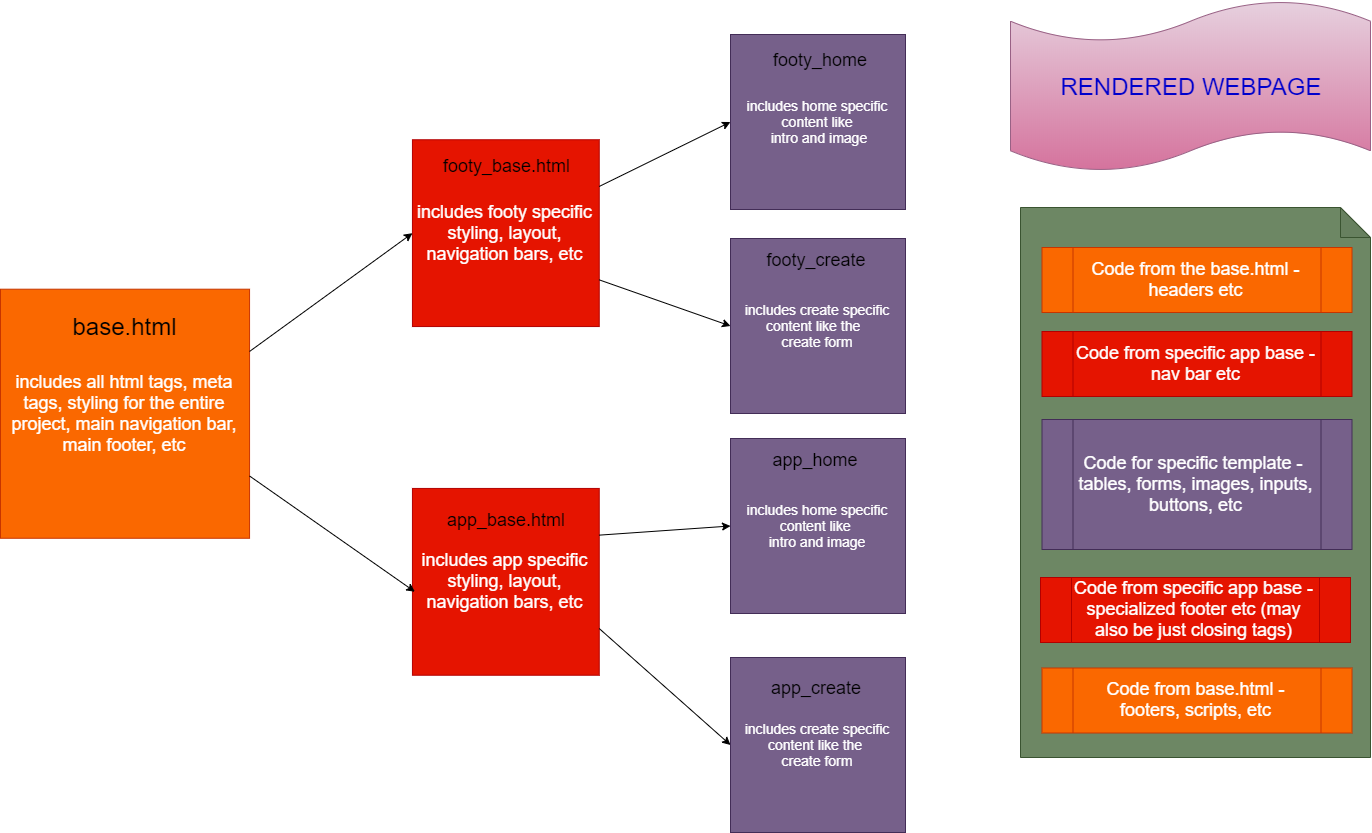 base.html
includes all html tags, meta
tags, styling for the entire
project, main navigation bar,
main footer, etc
footy_base.html
includes footy specific
styling, layout,
navigation bars, etc
app_base.html
includes app specific
styling, layout,
navigation bars, etc
footy_home
includes home specific
content like
intro and image
footy_create
includes create specific
content like the
create form
app_home
includes home specific
content like
intro and image
app_create
includes create specific
content like the
create form
RENDERED WEBPAGE
Code from the base.html -
headers etc
Code from specific app base -
nav bar etc
Code for specific template -
tables, forms, images, inputs,
buttons, etc
Code from specific app base -
specialized footer etc (may
also be just closing tags)
Code from base.html -
footers, scripts, etc